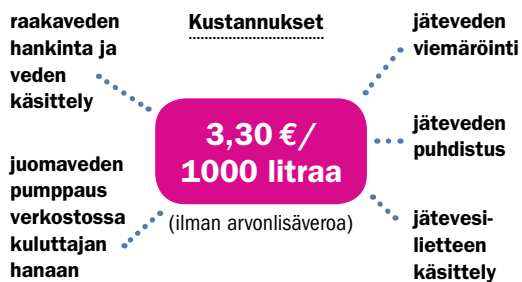 Kustannukset
raakaveden
hankinta ja
veden
käsittely
juomaveden
pumppaus
verkostossa
kuluttajan
hanaan
3,30 €/
1000 litraa
(ilman arvonlisäveroa)
jäteveden
viemäröinti
jäteveden
puhdistus
jätevesi-
lietteen
käsittely